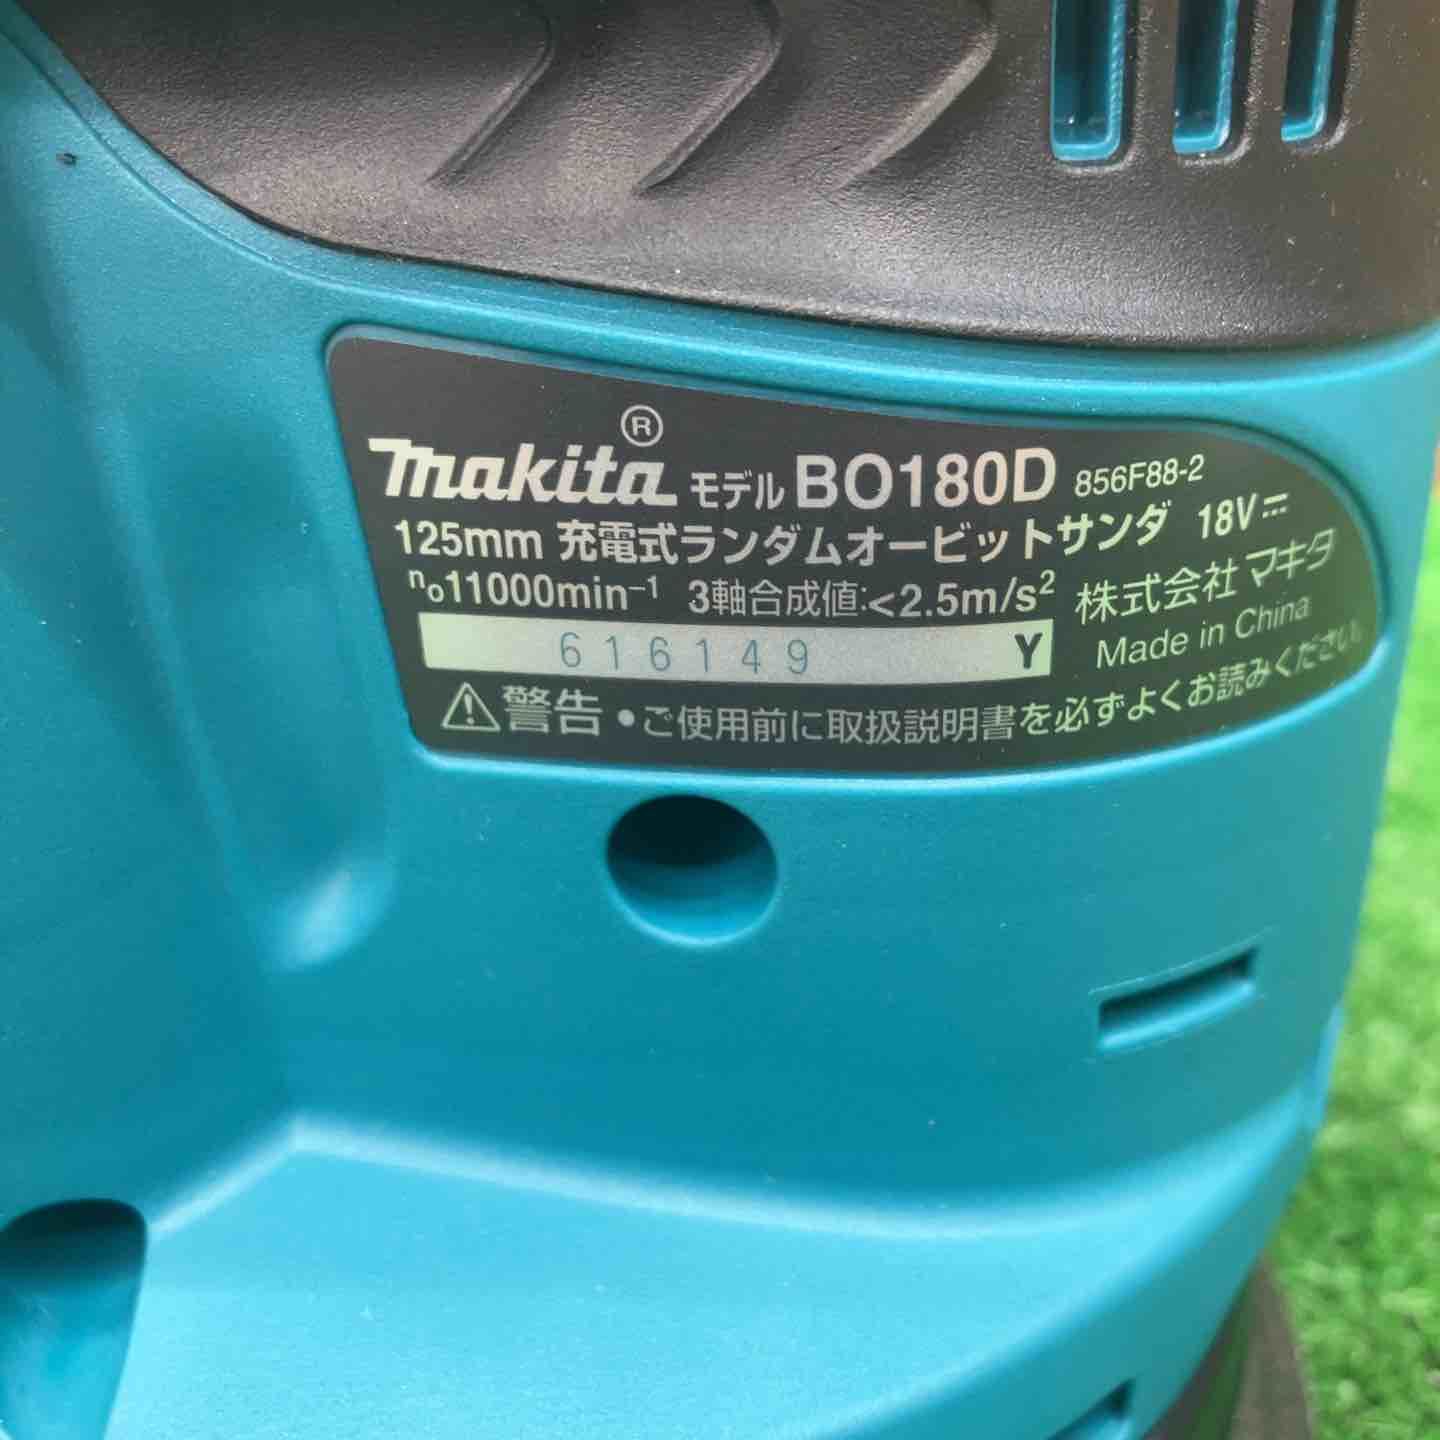 makita® モデル BO180D 856F88-2
125mm 充電式ランダムオービットサンダ 18V⎓
n₀11000min⁻¹ 3軸合成値:<2.5m/s² 株式会社マキタ
616149 Y Made in China
⚠警告 •ご使用前に取扱説明書を必ずよくお読みください。